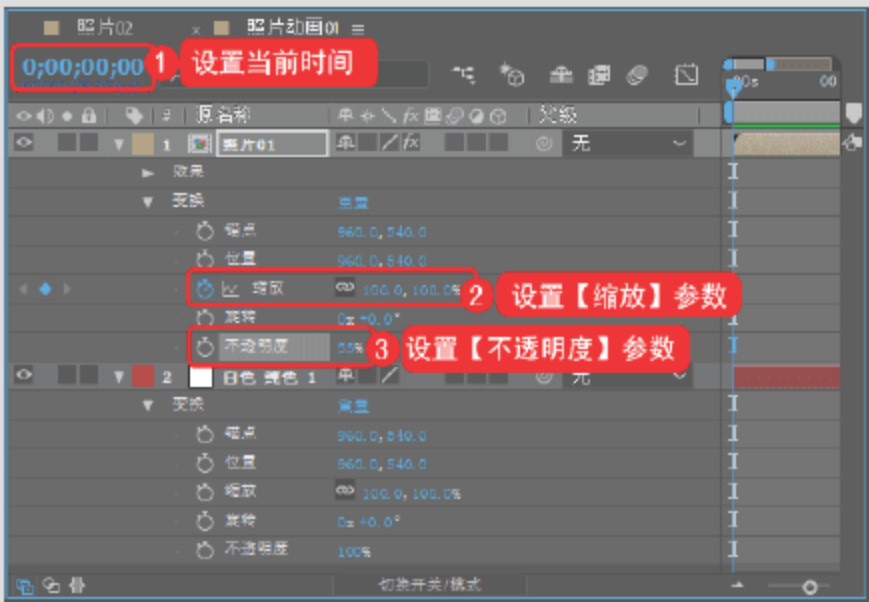 照片02 × 照片动画01
0;00;00;00 1 设置当前时间
0s 00
# 原名称 fx 父级
1 照片01 fx 无
效果
变换 重置
锚点 960.0,540.0
位置 960.0,540.0
缩放 100.0,100.0% 2 设置【缩放】参数
旋转 0x+0.0°
不透明度 55% 3 设置【不透明度】参数
2 白色 纯色 1 无
变换 重置
锚点 960.0,540.0
位置 960.0,540.0
缩放 100.0,100.0%
旋转 0x+0.0°
不透明度 100%
切换开关/模式